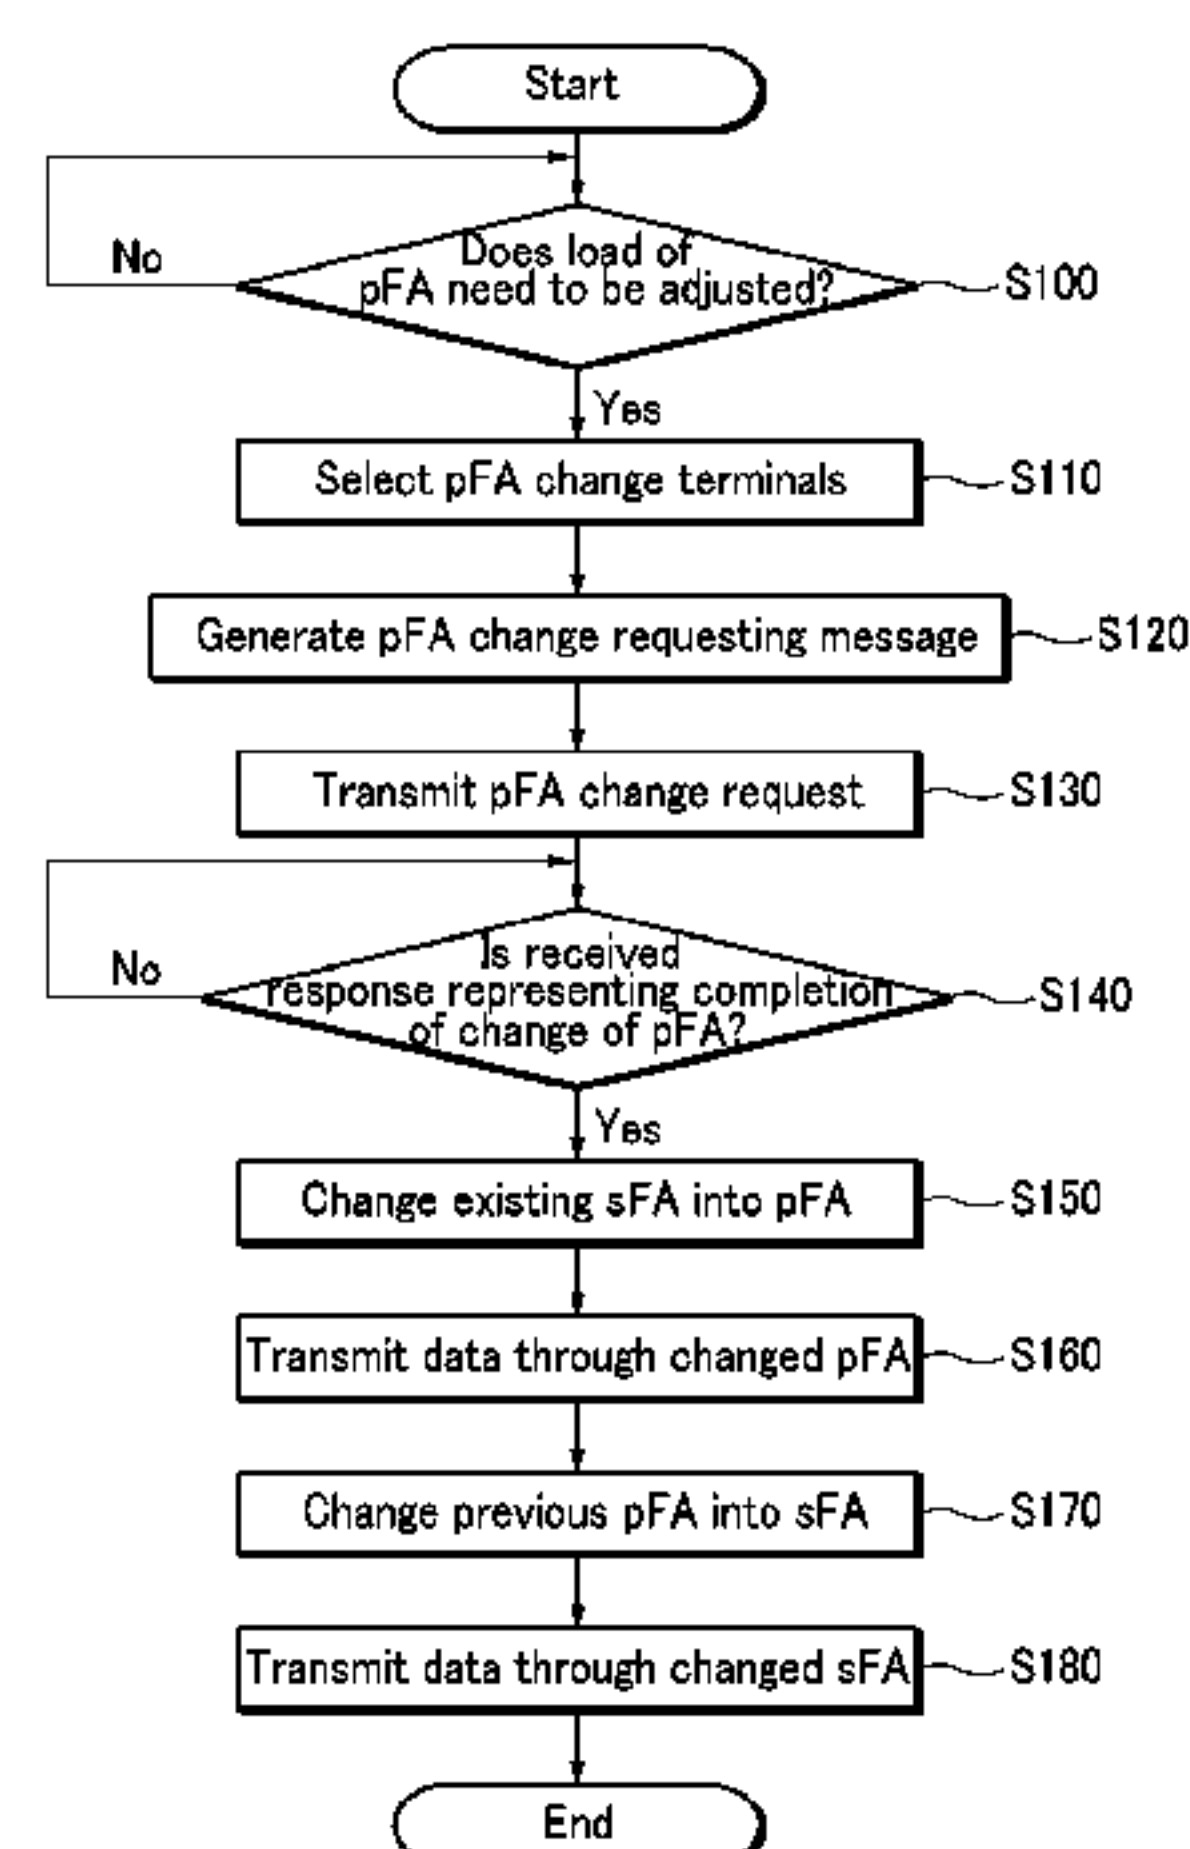 Start
No
Does load of
pFA need to be adjusted?
S100
Yes
Select pFA change terminals
S110
Generate pFA change requesting message
S120
Transmit pFA change request
S130
No
Is received
response representing completion
of change of pFA?
S140
Yes
Change existing sFA into pFA
S150
Transmit data through changed pFA
S160
Change previous pFA into sFA
S170
Transmit data through changed sFA
S180
End